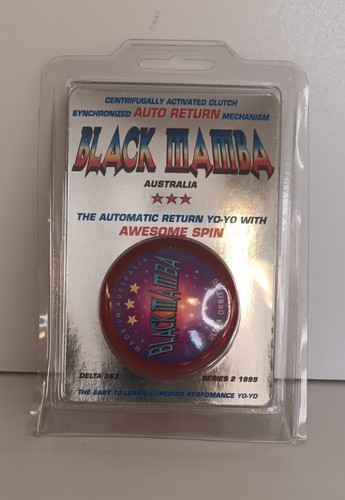 CENTRIFUGALLY ACTIVATED CLUTCH
SYNCHRONIZED AUTO RETURN MECHANISM
BLACK MAMBA
AUSTRALIA
THE AUTOMATIC RETURN YO-YO WITH
AWESOME SPIN
MADE IN AUSTRALIA
BLACK MAMBA
DELTA 383
SERIES 2 1999
THE EASY TO LEARN SUPERIOR PERFOMANCE YO-YO